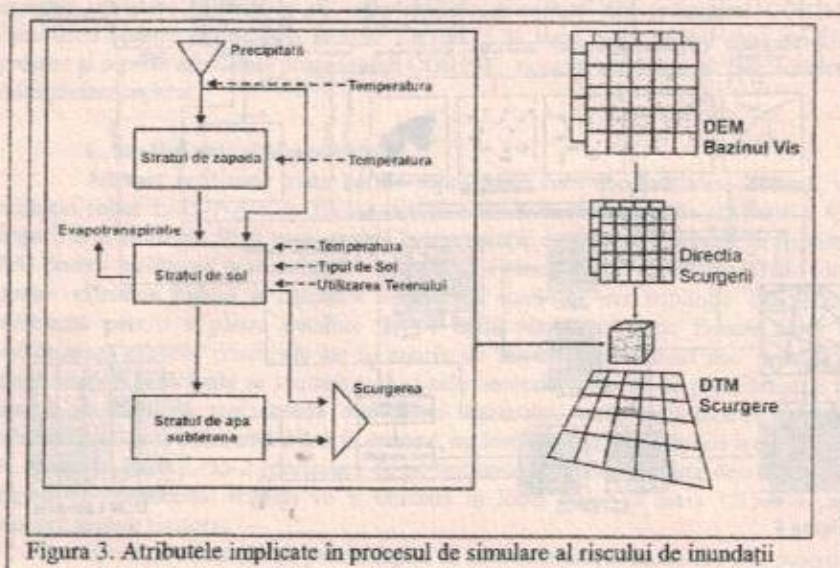 Precipitatii
Temperatura
Stratul de zapada
Temperatura
Evapotranspiratie
Stratul de sol
Temperatura
Tipul de Sol
Utilizarea Terenului
Scurgerea
Stratul de apa
subterana
DEM
Bazinul Vis
Directia
Scurgerii
DTM
Scurgere
Figura 3. Atributele implicate în procesul de simulare al riscului de inundații